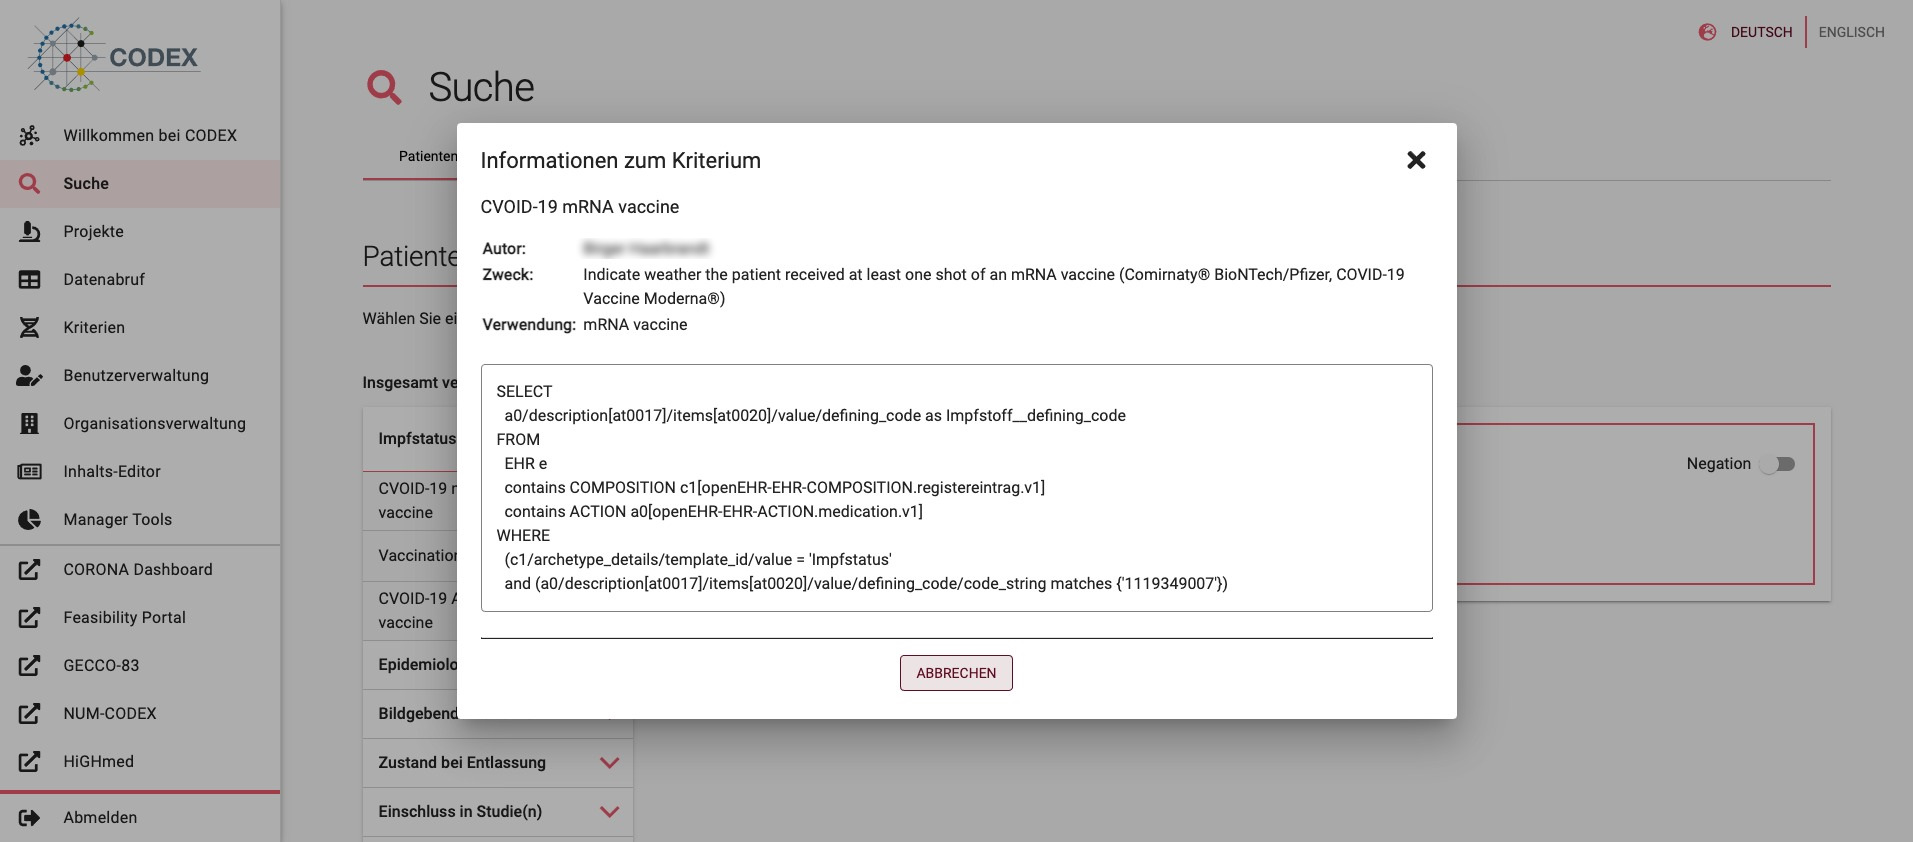 CODEX
Willkommen bei CODEX
Suche
Projekte
Datenabruf
Kriterien
Benutzerverwaltung
Organisationsverwaltung
Inhalts-Editor
Manager Tools
CORONA Dashboard
Feasibility Portal
GECCO-83
NUM-CODEX
HiGHmed
Abmelden
DEUTSCH
ENGLISCH
Suche
Patienten
Patiente
Wählen Sie ei
Insgesamt ve
Impfstatus
CVOID-19 m
vaccine
Vaccination
CVOID-19 A
vaccine
Epidemiolo
Bildgebend
Zustand bei Entlassung
Einschluss in Studie(n)
Negation
Informationen zum Kriterium
CVOID-19 mRNA vaccine
Autor:
Zweck: Indicate weather the patient received at least one shot of an mRNA vaccine (Comirnaty® BioNTech/Pfizer, COVID-19
Vaccine Moderna®)
Verwendung: mRNA vaccine
SELECT
a0/description[at0017]/items[at0020]/value/defining_code as Impfstoff__defining_code
FROM
EHR e
contains COMPOSITION c1[openEHR-EHR-COMPOSITION.registereintrag.v1]
contains ACTION a0[openEHR-EHR-ACTION.medication.v1]
WHERE
(c1/archetype_details/template_id/value = 'Impfstatus'
and (a0/description[at0017]/items[at0020]/value/defining_code/code_string matches {'1119349007'})
ABBRECHEN